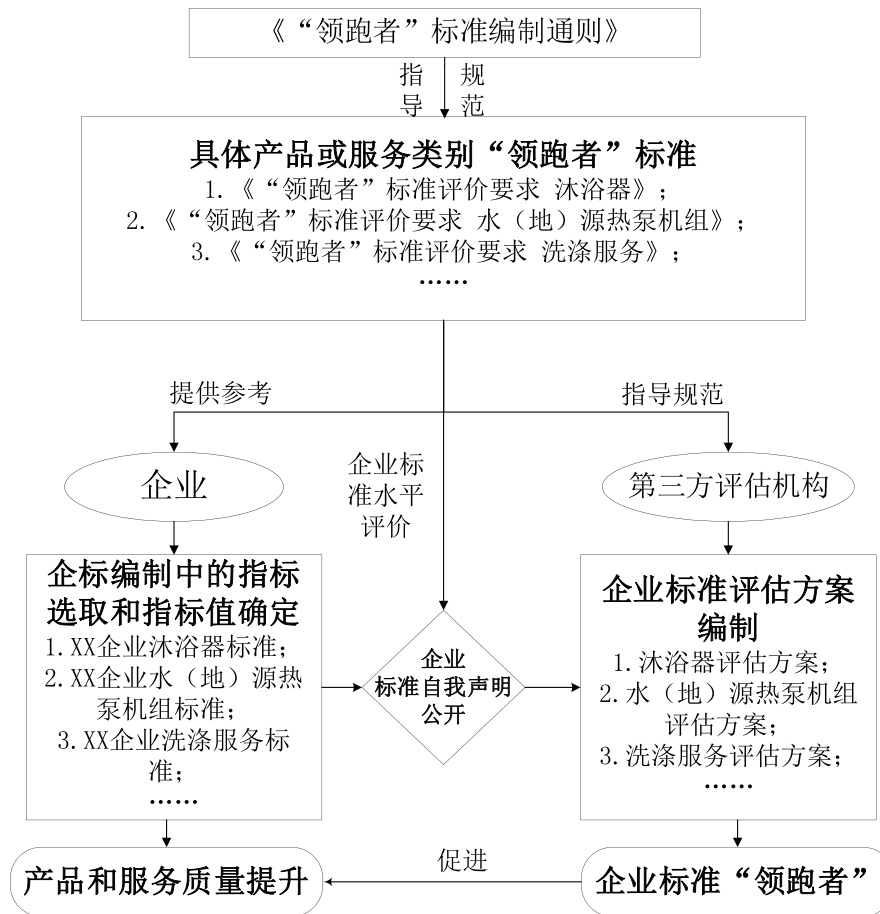 《“领跑者”标准编制通则》
指导
规范
具体产品或服务类别“领跑者”标准
1.《“领跑者”标准评价要求 沐浴器》；
2.《“领跑者”标准评价要求 水（地）源热泵机组》；
3.《“领跑者”标准评价要求 洗涤服务》；
……
提供参考
指导规范
企业
企业标
准水平
评价
第三方评估机构
企标编制中的指标
选取和指标值确定
1.XX企业沐浴器标准；
2.XX企业水（地）源热
泵机组标准；
3.XX企业洗涤服务标
准；
……
企业
标准自我声明
公开
企业标准评估方案
编制
1.沐浴器评估方案；
2.水（地）源热泵机组
评估方案；
3.洗涤服务评估方案；
……
产品和服务质量提升
促进
企业标准“领跑者”